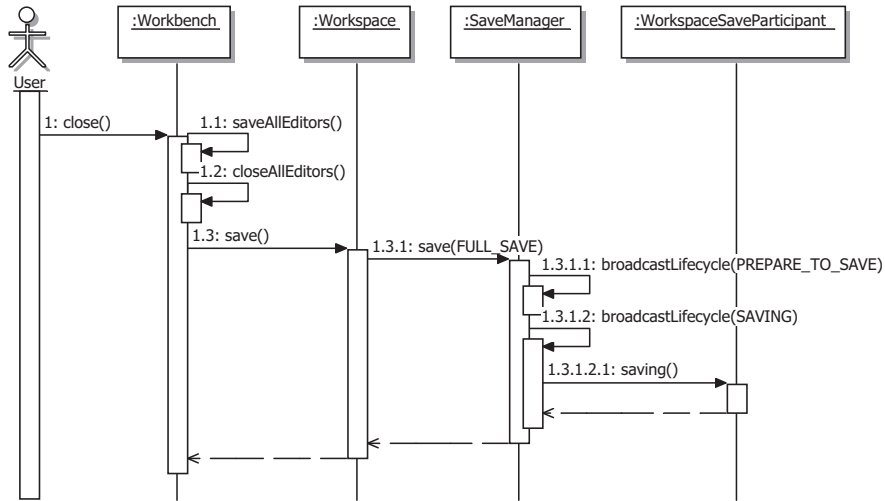 :Workbench
:Workspace
:SaveManager
:WorkspaceSaveParticipant
User
1: close()
1.1: saveAllEditors()
1.2: closeAllEditors()
1.3: save()
1.3.1: save(FULL_SAVE)
1.3.1.1: broadcastLifecycle(PREPARE_TO_SAVE)
1.3.1.2: broadcastLifecycle(SAVING)
1.3.1.2.1: saving()